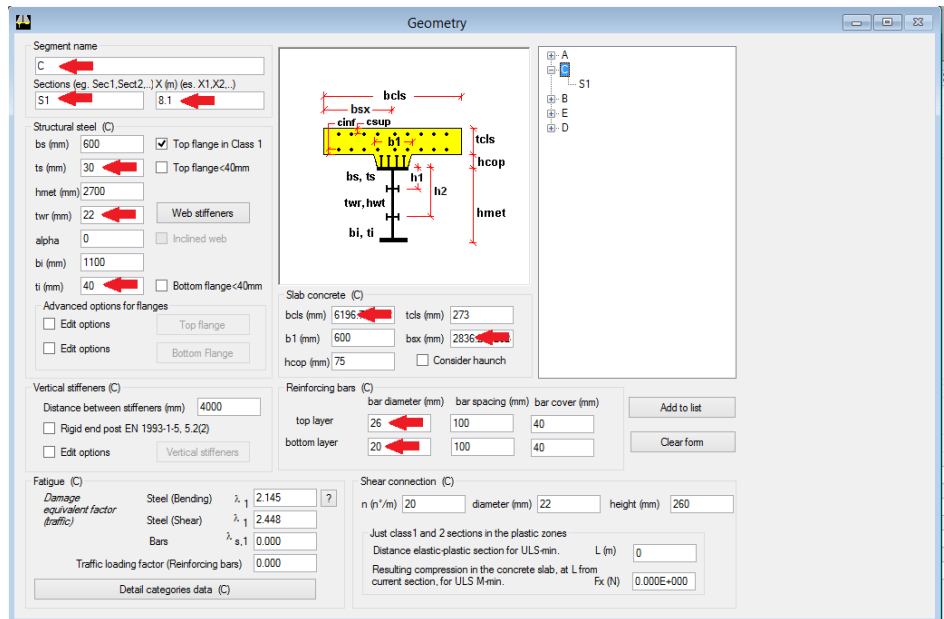 Geometry
Segment name
C
Sections (eg. Sec1,Sect2,..) X (m) (es. X1,X2,..)
S1 8.1
Structural steel (C)
bs (mm) 600 Top flange in Class 1
ts (mm) 30 Top flange<40mm
hmet (mm) 2700
twr (mm) 22 Web stiffeners
alpha 0 Inclined web
bi (mm) 1100
ti (mm) 40 Bottom flange<40mm
Advanced options for flanges
Edit options Top flange
Edit options Bottom Flange
bcls
bsx
cinf csup
b1
tcls
hcop
bs, ts
h1
h2
twr, hwt
hmet
bi, ti
A
C
S1
B
E
D
Slab concrete (C)
bcls (mm) 6196 tcls (mm) 273
b1 (mm) 600 bsx (mm) 2836
hcop (mm) 75 Consider haunch
Vertical stiffeners (C)
Distance between stiffeners (mm) 4000
Rigid end post EN 1993-1-5, 5.2(2)
Edit options Vertical stiffeners
Reinforcing bars (C)
bar diameter (mm) bar spacing (mm) bar cover (mm)
top layer 26 100 40
bottom layer 20 100 40
Add to list
Clear form
Fatigue (C)
Damage
equivalent factor
(traffic)
Steel (Bending) λ 1 2.145 ?
Steel (Shear) λ 1 2.448
Bars λ s,1 0.000
Traffic loading
factor (Reinforcing bars) 0.000
Detail categories data (C)
Shear connection (C)
n (n°/m) 20 diameter (mm) 22 height (mm) 260
Just class1 and 2 sections in the plastic zones
Distance elastic-plastic section for ULS-min. L (m) 0
Resulting compression in the concrete slab, at L from
current section, for ULS M-min. Fx (N) 0.000E+000